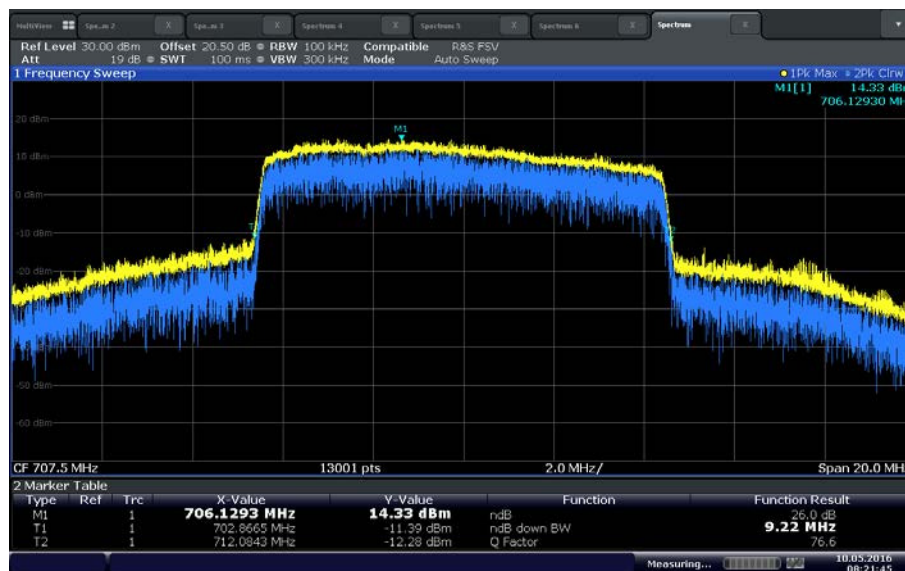 MultiView Spe...m 2 X Spe...m 3 X Spectrum 4 X Spectrum 5 X Spectrum 6 X Spectrum X
Ref Level 30.00 dBm Offset 20.50 dB RBW 100 kHz Compatible R&S FSV
Att 19 dB SWT 100 ms VBW 300 kHz Mode Auto Sweep
1 Frequency Sweep 1Pk Max 2Pk Clrw
M1[1] 14.33 dBm
706.12930 MH
20 dBm
M1
10 dBm
0 dBm
-10 dBm
-20 dBm
-50 dBm
-60 dBm
CF 707.5 MHz 13001 pts 2.0 MHz/ Span 20.0 MH
2 Marker Table
Type Ref Trc X-Value Y-Value Function Function Result
M1 1 706.1293 MHz 14.33 dBm ndB 26.0 dB
T1 1 702.8665 MHz -11.39 dBm ndB down BW 9.22 MHz
T2 1 712.0843 MHz -12.28 dBm Q Factor 76.6
Measuring... 10.05.2016
08:21:45